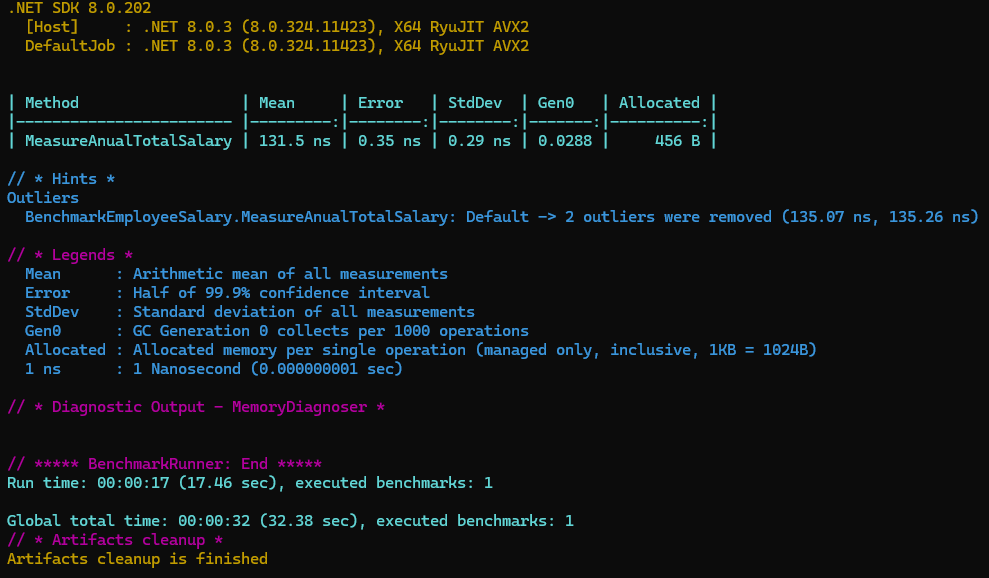 .NET SDK 8.0.202
  [Host]     : .NET 8.0.3 (8.0.324.11423), X64 RyuJIT AVX2
  DefaultJob : .NET 8.0.3 (8.0.324.11423), X64 RyuJIT AVX2
| Method                  | Mean     | Error   | StdDev  | Gen0   | Allocated |
|------------------------ |---------:|--------:|--------:|-------:|----------:|
| MeasureAnualTotalSalary | 131.5 ns | 0.35 ns | 0.29 ns | 0.0288 |     456 B |
// * Hints *
Outliers
  BenchmarkEmployeeSalary.MeasureAnualTotalSalary: Default -> 2 outliers were removed (135.07 ns, 135.26 ns)
// * Legends *
  Mean      : Arithmetic mean of all measurements
  Error     : Half of 99.9% confidence interval
  StdDev    : Standard deviation of all measurements
  Gen0      : GC Generation 0 collects per 1000 operations
  Allocated : Allocated memory per single operation (managed only, inclusive, 1KB = 1024B)
  1 ns      : 1 Nanosecond (0.000000001 sec)
// * Diagnostic Output - MemoryDiagnoser *
// ***** BenchmarkRunner: End *****
Run time: 00:00:17 (17.46 sec), executed benchmarks: 1
Global total time: 00:00:32 (32.38 sec), executed benchmarks: 1
// * Artifacts cleanup *
Artifacts cleanup is finished